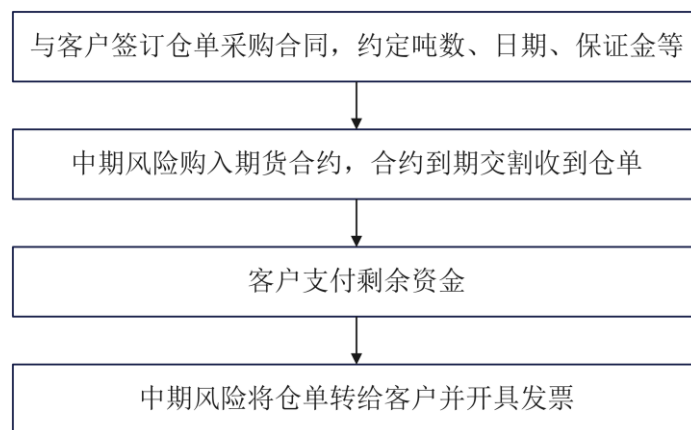 与客户签订仓单采购合同，约定吨数、日期、保证金等
中期风险购入期货合约，合约到期交割收到仓单
客户支付剩余资金
中期风险将仓单转给客户并开具发票